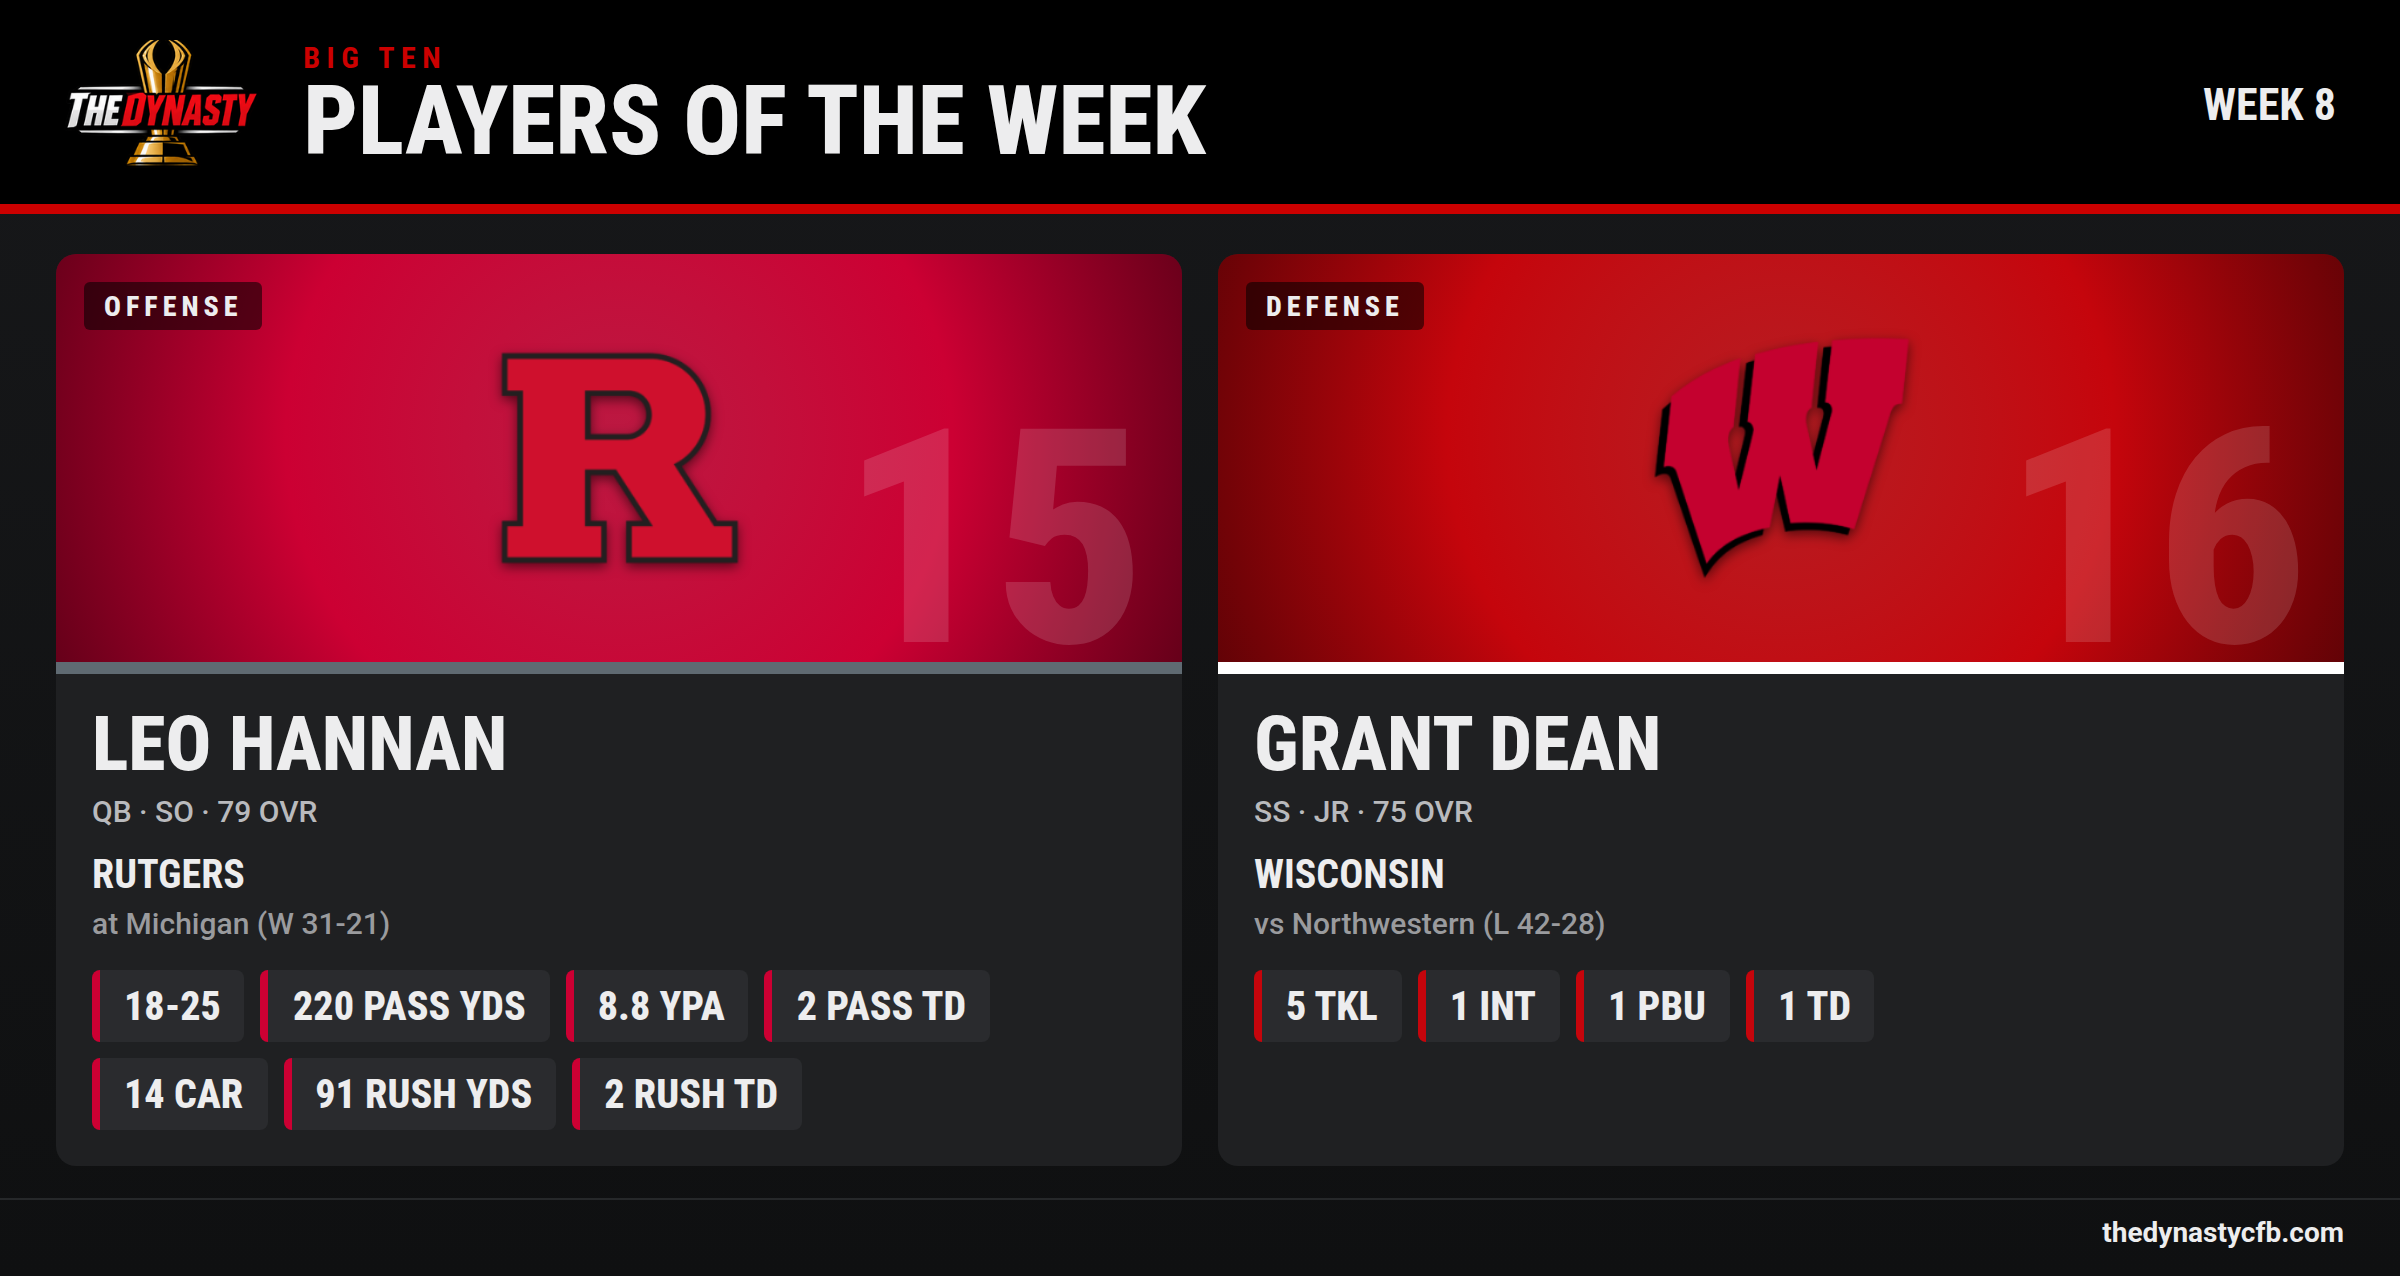 THE DYNASTY
BIG TEN
PLAYERS OF THE WEEK
WEEK 8
OFFENSE
R
15
LEO HANNAN
QB · SO · 79 OVR
RUTGERS
at Michigan (W 31-21)
18-25 220 PASS YDS 8.8 YPA 2 PASS TD
14 CAR 91 RUSH YDS 2 RUSH TD
DEFENSE
W
16
GRANT DEAN
SS · JR · 75 OVR
WISCONSIN
vs Northwestern (L 42-28)
5 TKL 1 INT 1 PBU 1 TD
thedynastycfb.com